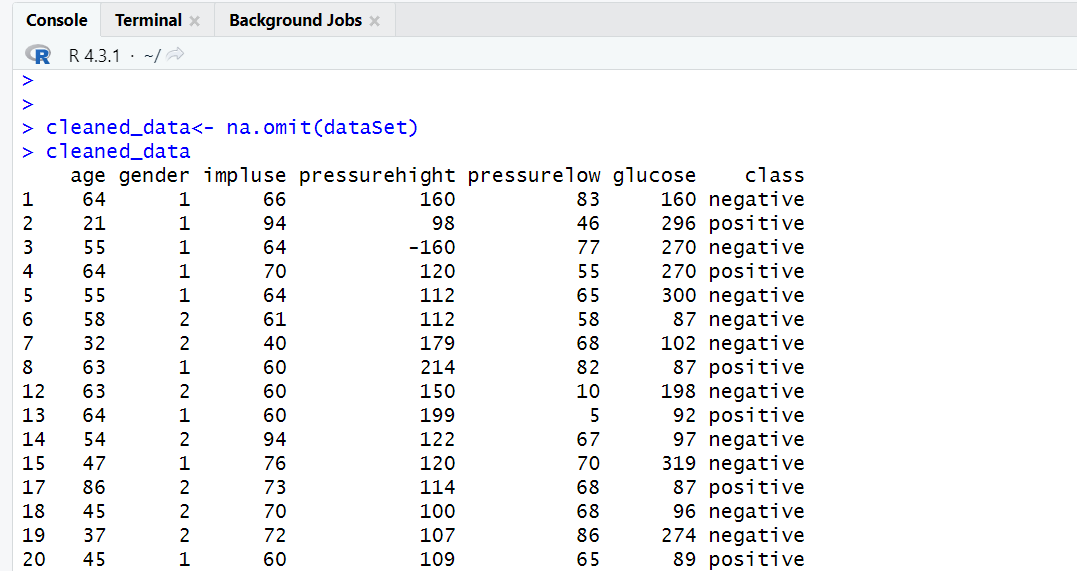 Console Terminal Background Jobs
R 4.3.1 · ~/
>
>
> cleaned_data<- na.omit(dataSet)
> cleaned_data
age gender impluse pressurehight pressurelow glucose class
1 64 1 66 160 83 160 negative
2 21 1 94 98 46 296 positive
3 55 1 64 -160 77 270 negative
4 64 1 70 120 55 270 positive
5 55 1 64 112 65 300 negative
6 58 2 61 112 58 87 negative
7 32 2 40 179 68 102 negative
8 63 1 60 214 82 87 positive
12 63 2 60 150 10 198 negative
13 64 1 60 199 5 92 positive
14 54 2 94 122 67 97 negative
15 47 1 76 120 70 319 negative
17 86 2 73 114 68 87 positive
18 45 2 70 100 68 96 negative
19 37 2 72 107 86 274 negative
20 45 1 60 109 65 89 positive